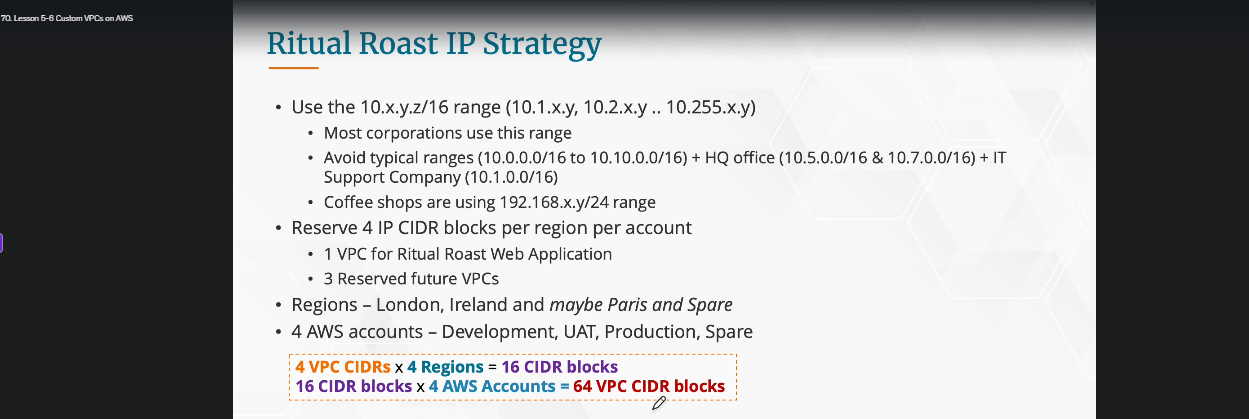 70. Lesson 5-6 Custom VPCs on AWS
Ritual Roast IP Strategy
• Use the 10.x.y.z/16 range (10.1.x.y, 10.2.x.y .. 10.255.x.y)
• Most corporations use this range
• Avoid typical ranges (10.0.0.0/16 to 10.10.0.0/16) + HQ office (10.5.0.0/16 & 10.7.0.0/16) + IT
Support Company (10.1.0.0/16)
• Coffee shops are using 192.168.x.y/24 range
• Reserve 4 IP CIDR blocks per region per account
• 1 VPC for Ritual Roast Web Application
• 3 Reserved future VPCs
• Regions – London, Ireland and maybe Paris and Spare
• 4 AWS accounts – Development, UAT, Production, Spare
4 VPC CIDRs x 4 Regions = 16 CIDR blocks
16 CIDR blocks x 4 AWS Accounts = 64 VPC CIDR blocks